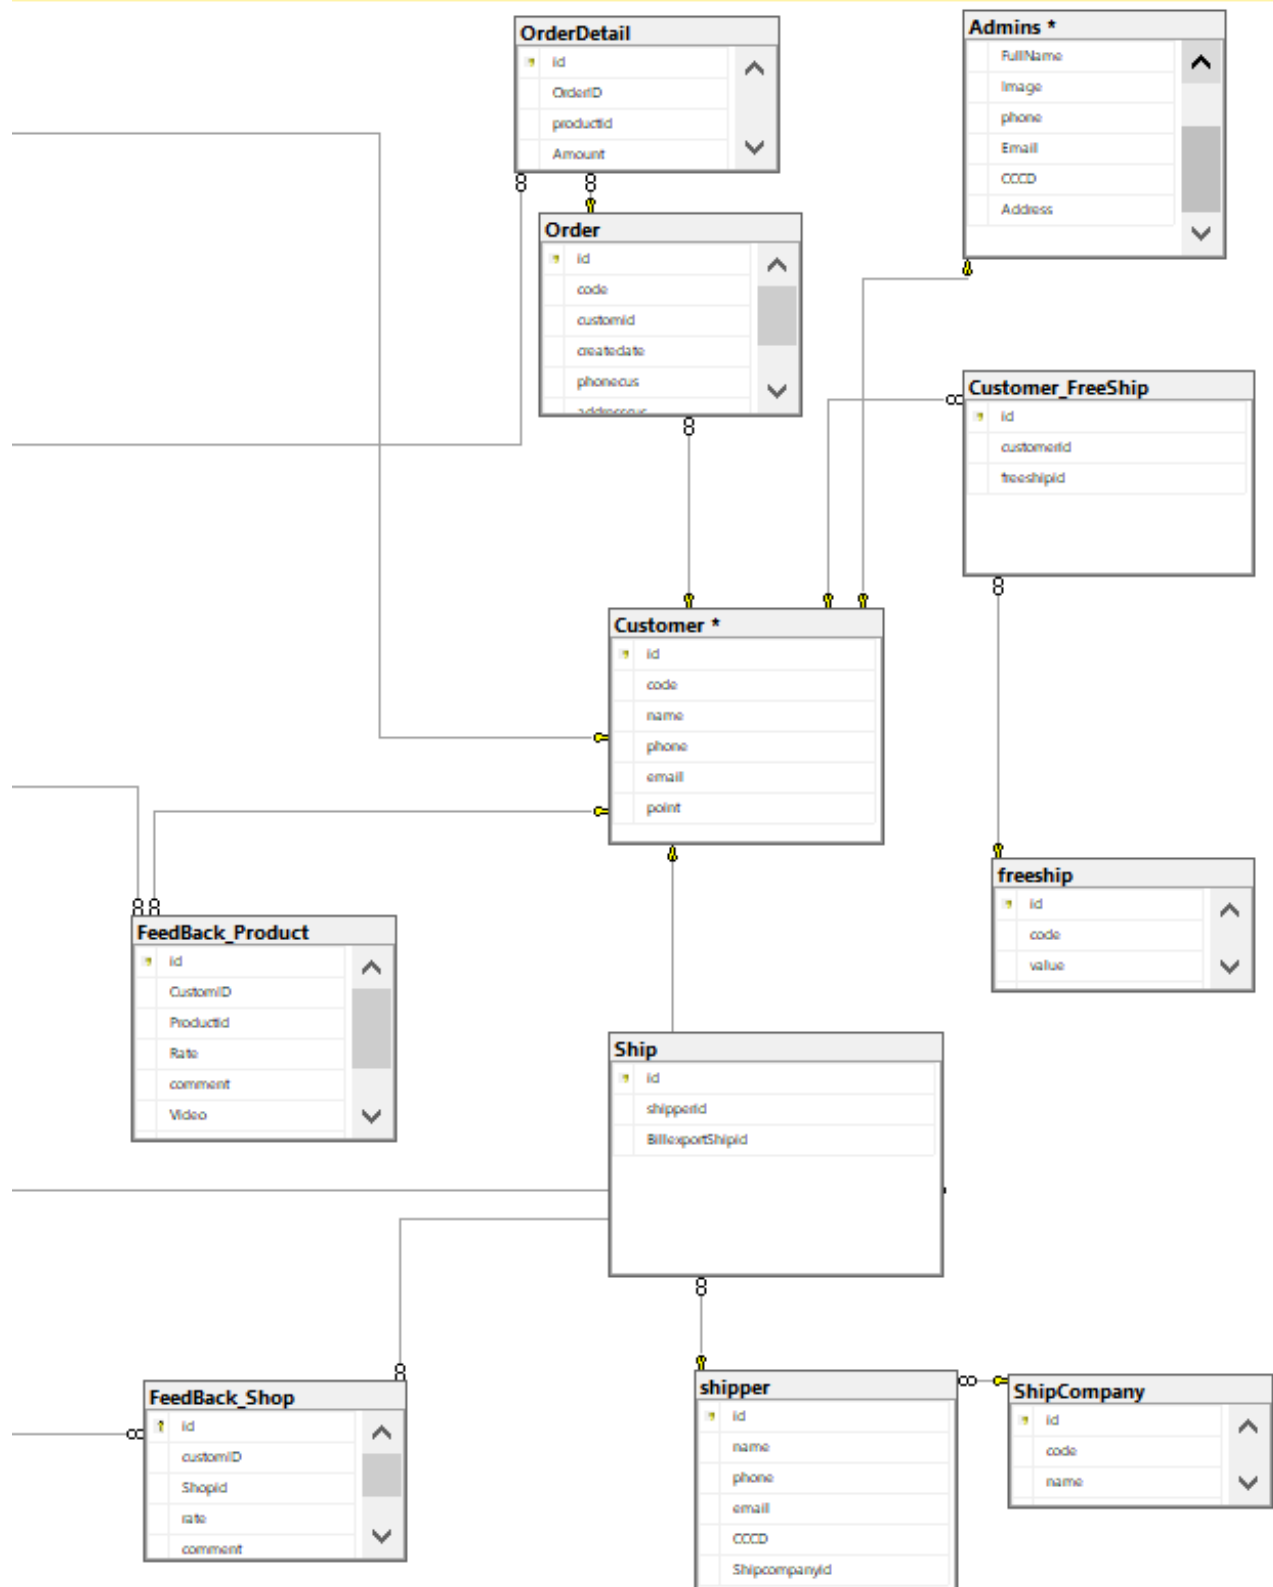 OrderDetail
id
OrderID
productid
Amount
Admins *
FullName
Image
phone
Email
CCCD
Address
Order
id
code
customid
createdate
phonecus
addresscus
Customer_FreeShip
id
customerId
freeshipid
Customer *
id
code
name
phone
email
point
freeship
id
code
value
FeedBack_Product
id
CustomID
Productid
Rate
comment
Video
Ship
id
shipperId
BillexportShipid
FeedBack_Shop
id
customID
Shopid
rate
comment
shipper
id
name
phone
email
CCCD
Shipcompanyid
ShipCompany
id
code
name